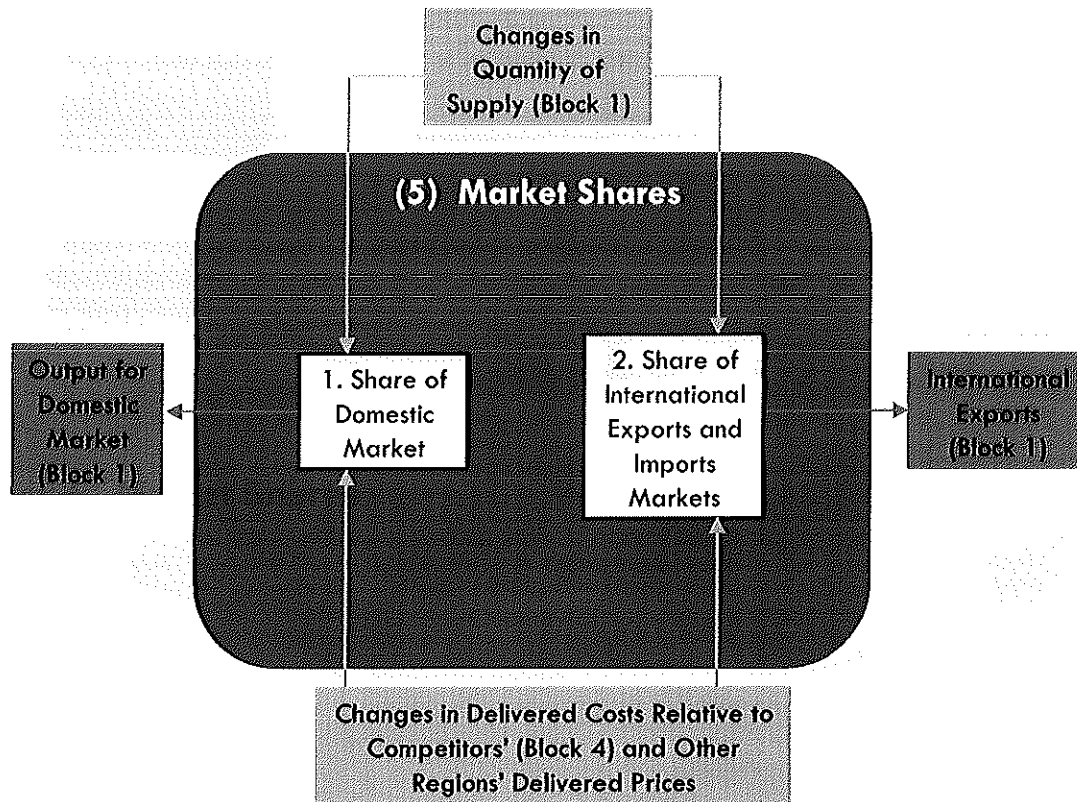 Changes in
Quantity of
Supply (Block 1)
(5) Market Shares
Output for
Domestic
Market
(Block 1)
1. Share of
Domestic
Market
2. Share of
International
Exports and
Imports
Markets
International
Exports
(Block 1)
Changes in Delivered Costs Relative to
Competitors' (Block 4) and Other
Regions' Delivered Prices